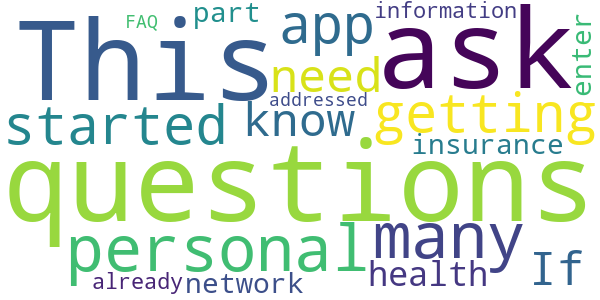 This
FAQ
part
app
information
ask
enter
need
addressed
getting
started
know
insurance
questions
personal
many
If
health
already
network